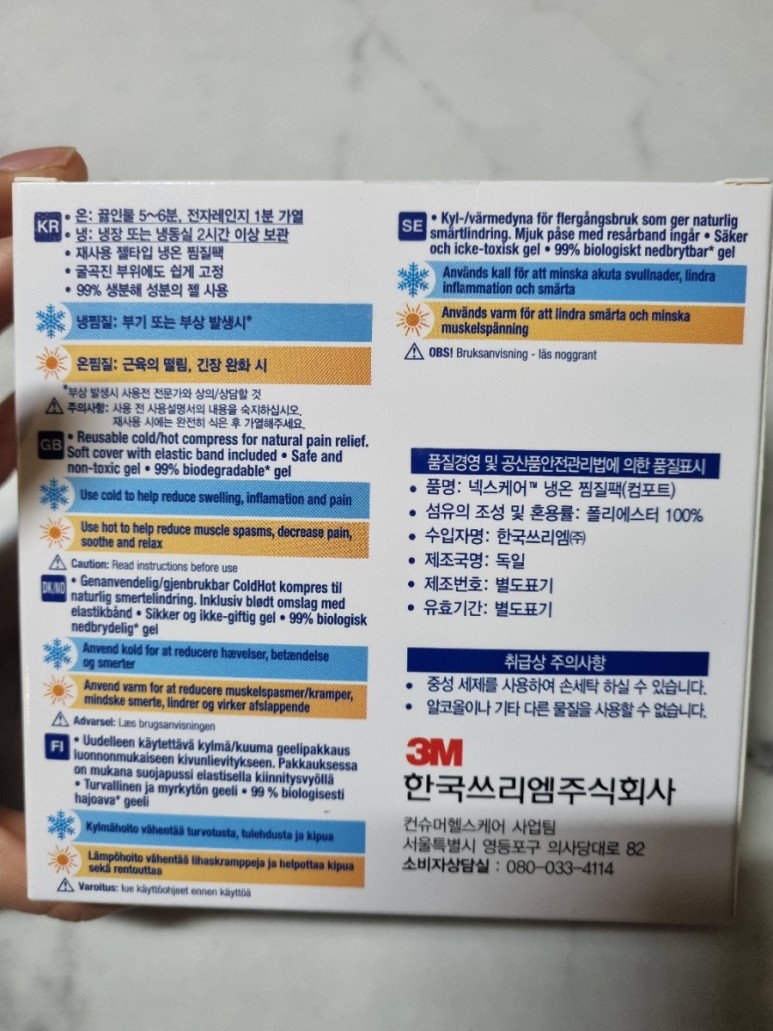 KR
• 온: 끓인물 5~6분, 전자레인지 1분 가열
• 냉: 냉장 또는 냉동실 2시간 이상 보관
• 재사용 젤타입 냉온 찜질팩
• 굴곡진 부위에도 쉽게 고정
• 99% 생분해 성분의 젤 사용
냉찜질: 부기 또는 부상 발생시*
온찜질: 근육의 떨림, 긴장 완화 시
*부상 발생시 사용전 전문가와 상의/상담할 것
주의사항: 사용 전 사용설명서의 내용을 숙지하십시오.
재사용 시에는 완전히 식은 후 가열해주세요.
GB
• Reusable cold/hot compress for natural pain relief.
Soft cover with elastic band included • Safe and
non-toxic gel • 99% biodegradable* gel
Use cold to help reduce swelling, inflamation and pain
Use hot to help reduce muscle spasms, decrease pain,
soothe and relax
Caution: Read instructions before use
DK/NO
• Genanvendelig/gjenbrukbar ColdHot kompres til
naturlig smertelindring. Inklusiv blødt omslag med
elastikbånd • Sikker og ikke-giftig gel • 99% biologisk
nedbrydelig* gel
Anvend kold for at reducere hævelser, betændelse
og smerter
Anvend varm for at reducere muskelspasmer/kramper,
mindske smerte, lindrer og virker afslappende
Advarsel: Læs brugsanvisningen
FI
• Uudelleen käytettävä kylmä/kuuma geelipakkaus
luonnonmukaiseen kivunlievitykseen. Pakkauksessa
on mukana suojapussi elastisella kiinnitysvyöllä
• Turvallinen ja myrkytön geeli • 99 % biologisesti
hajoava* geeli
Kylmähoito vähentää turvotusta, tulehdusta ja kipua
Lämpöhoito vähentää lihaskramppeja ja helpottaa kipua
sekä rentouttaa
Varoitus: lue käyttöohjeet ennen käyttöä
SE
• Kyl-/värmedyna för flergångsbruk som ger naturlig
smårtlindring. Mjuk påse med resårband ingår • Säker
och icke-toxisk gel • 99% biologiskt nedbrytbar* gel
Används kall för att minska akuta svullnader, lindra
inflammation och smärta
Används varm för att lindra smärta och minska
muskelspänning
OBS! Bruksanvisning - läs noggrant
품질경영 및 공산품안전관리법에 의한 품질표시
• 품명: 넥스케어™ 냉온 찜질팩(컴포트)
• 섬유의 조성 및 혼용률: 폴리에스터 100%
• 수입자명: 한국쓰리엠㈜
• 제조국명: 독일
• 제조번호: 별도표기
• 유효기간: 별도표기
취급상 주의사항
• 중성 세제를 사용하여 손세탁 하실 수 있습니다.
• 알코올이나 기타 다른 물질을 사용할 수 없습니다.
3M
한국쓰리엠주식회사
컨슈머헬스케어 사업팀
서울특별시 영등포구 의사당대로 82
소비자상담실 : 080-033-4114